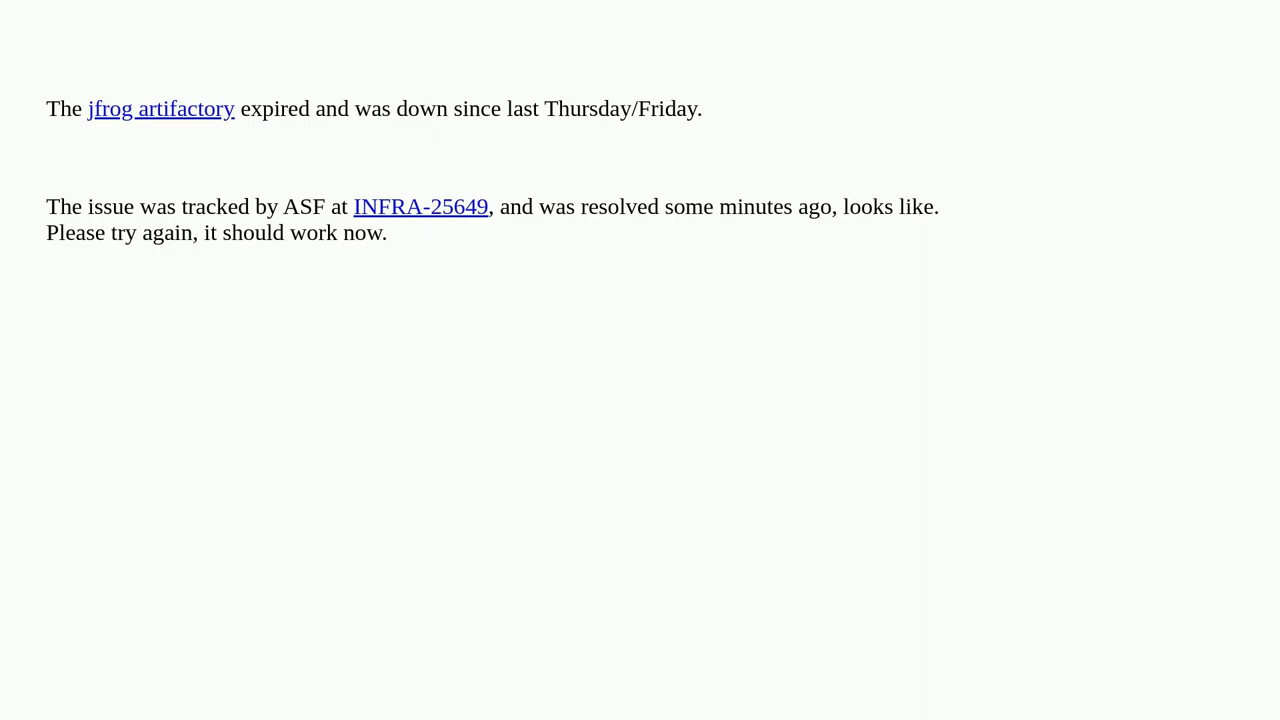 The jfrog artifactory expired and was down since last Thursday/Friday.
The issue was tracked by ASF at INFRA-25649, and was resolved some minutes ago, looks like.
Please try again, it should work now.